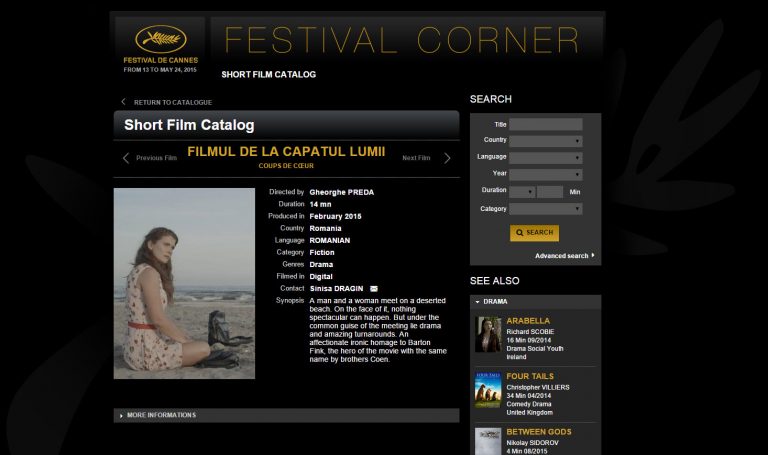 FESTIVAL DE CANNES
FROM 13 TO MAY 24, 2015
FESTIVAL CORNER
SHORT FILM CATALOG
RETURN TO CATALOGUE
Short Film Catalog
Previous Film
FILMUL DE LA CAPATUL LUMII
Next Film
COUPS DE CŒUR
Directed by Gheorghe PREDA
Duration 14 mn
Produced in February 2015
Country Romania
Language ROMANIAN
Category Fiction
Genres Drama
Filmed in Digital
Contact Sinisa DRAGIN
Synopsis A man and a woman meet on a deserted
beach. On the face of it, nothing
spectacular can happen. But under the
common guise of the meeting lie drama
and amazing turnarounds. An
affectionate ironic homage to Barton
Fink, the hero of the movie with the same
name by brothers Coen.
MORE INFORMATIONS
SEARCH
Title
Country
Language
Year
Duration Min
Category
SEARCH
Advanced search
SEE ALSO
DRAMA
ARABELLA
Richard SCOBIE
16 Min 09/2014
Drama Social Youth
Ireland
FOUR TAILS
Christopher VILLIERS
34 Min 04/2014
Comedy Drama
United Kingdom
BETWEEN GODS
Nikolay SIDOROV
4 Min 08/2015